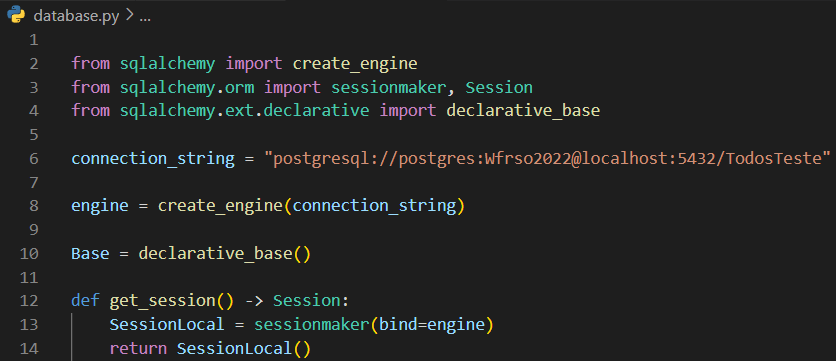 database.py > ...
1
2 from sqlalchemy import create_engine
3 from sqlalchemy.orm import sessionmaker, Session
4 from sqlalchemy.ext.declarative import declarative_base
5
6 connection_string = "postgresql://postgres:Wfrso2022@localhost:5432/TodosTeste"
7
8 engine = create_engine(connection_string)
9
10 Base = declarative_base()
11
12 def get_session() -> Session:
13     SessionLocal = sessionmaker(bind=engine)
14     return SessionLocal()